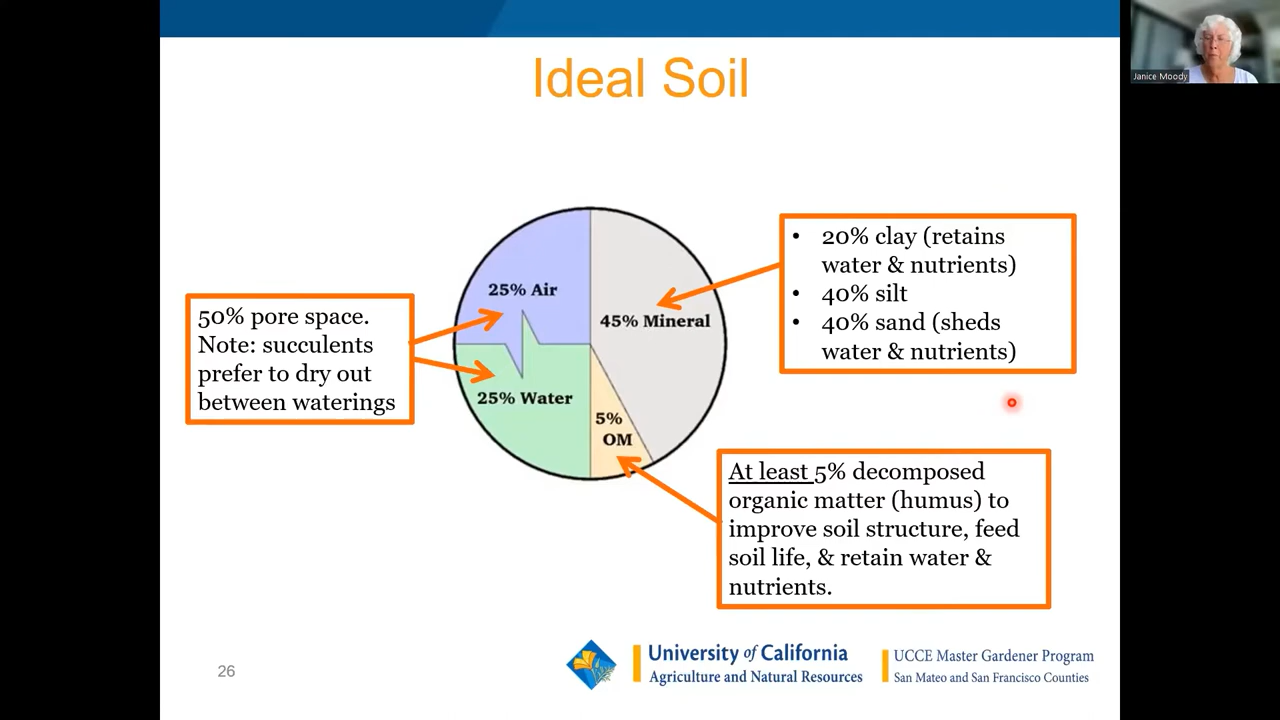 Ideal Soil
Janice Moody
50% pore space.
Note: succulents
prefer to dry out
between waterings
25% Air
25% Water
45% Mineral
5%
OM
• 20% clay (retains
water & nutrients)
• 40% silt
• 40% sand (sheds
water & nutrients)
At least 5% decomposed
organic matter (humus) to
improve soil structure, feed
soil life, & retain water &
nutrients.
26
University of California
Agriculture and Natural Resources
UCCE Master Gardener Program
San Mateo and San Francisco Counties